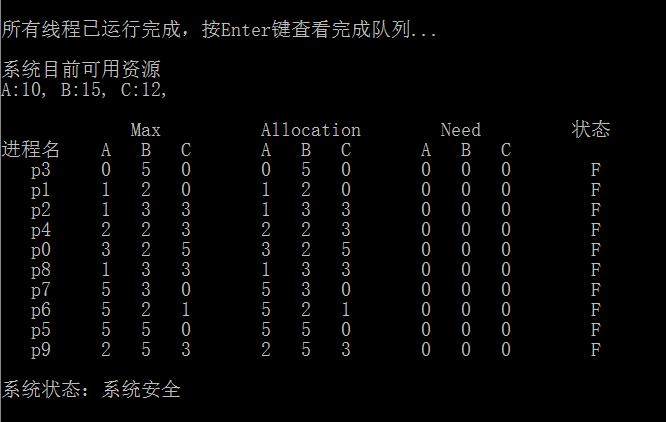 所有线程已运行完成，按Enter键查看完成队列...
系统目前可用资源
A:10, B:15, C:12,
Max Allocation Need 状态
进程名 A B C A B C A B C
p3 0 5 0 0 5 0 0 0 0 F
p1 1 2 0 1 2 0 0 0 0 F
p2 1 3 3 1 3 3 0 0 0 F
p4 2 2 3 2 2 3 0 0 0 F
p0 3 2 5 3 2 5 0 0 0 F
p8 1 3 3 1 3 3 0 0 0 F
p7 5 3 0 5 3 0 0 0 0 F
p6 5 2 1 5 2 1 0 0 0 F
p5 5 5 0 5 5 0 0 0 0 F
p9 2 5 3 2 5 3 0 0 0 F
系统状态：系统安全